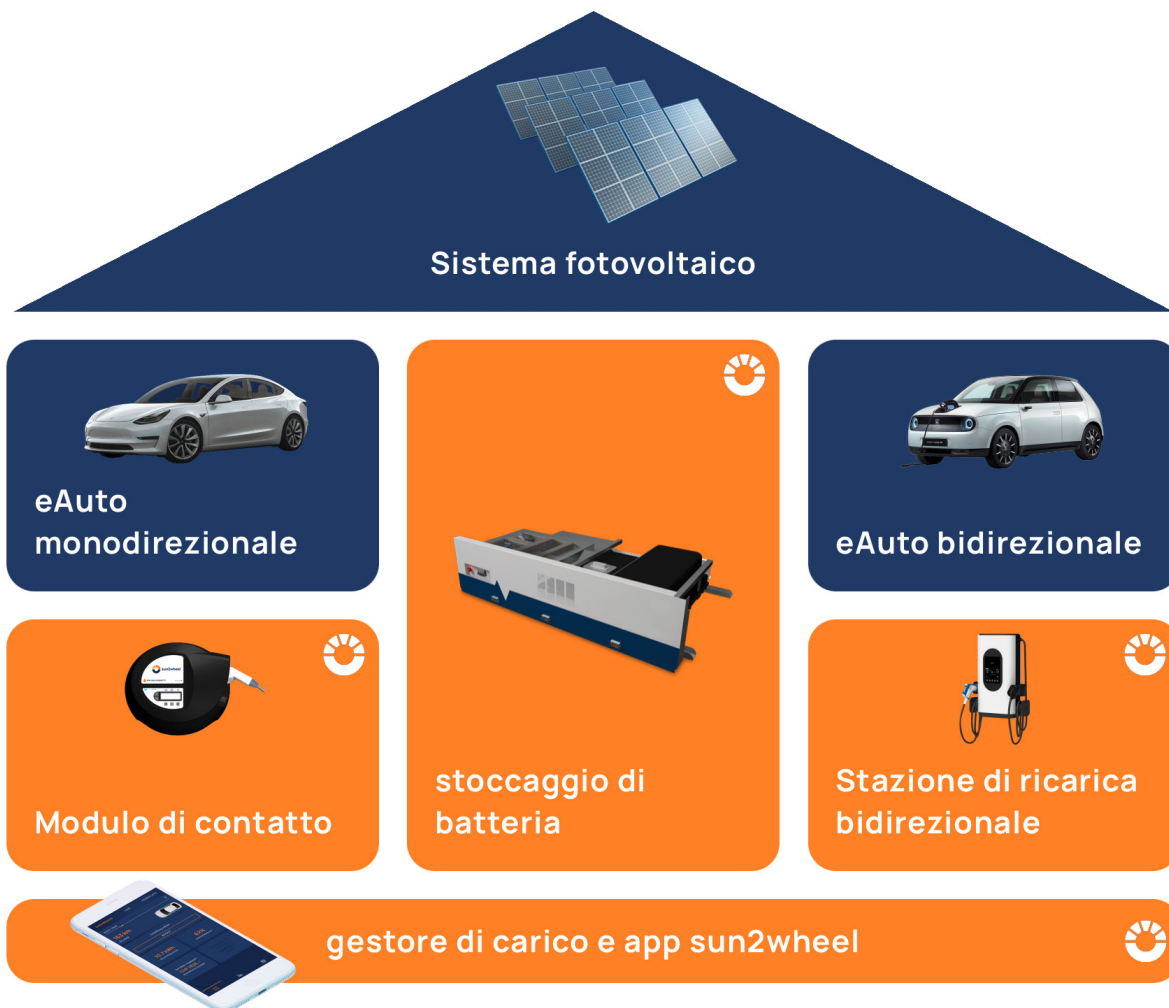 Sistema fotovoltaico
eAuto
monodirezionale
eAuto bidirezionale
sun2wheel
Modulo di contatto
stoccaggio di
batteria
Stazione di ricarica
bidirezionale
gestore di carico e app sun2wheel